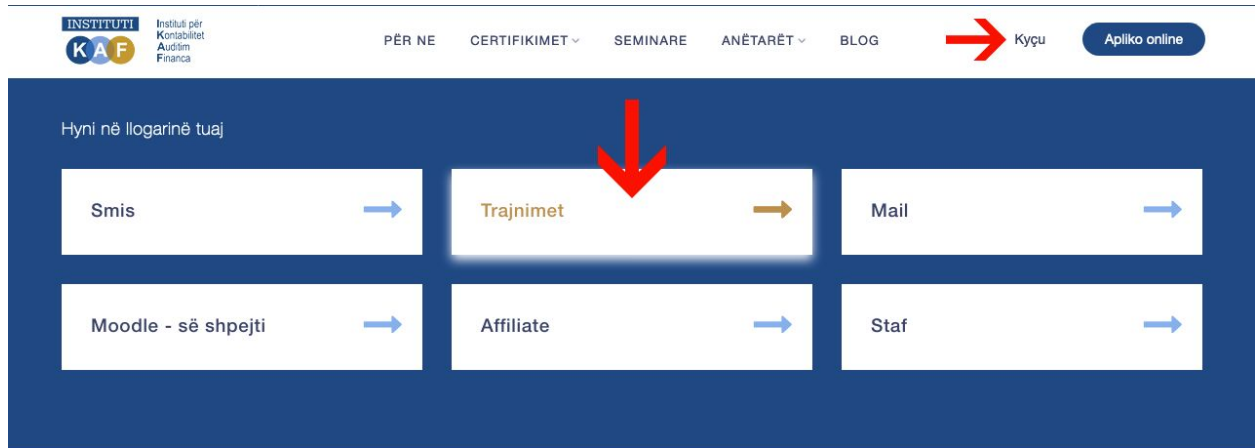 INSTITUTI
KAF
Instituti për
Kontabilitet
Auditim
Financa
PËR NE
CERTIFIKIMET
SEMINARE
ANËTARËT
BLOG
Kyçu
Apliko online
Hyni në llogarinë tuaj
Smis
Trajnimet
Mail
Moodle - së shpejti
Affiliate
Staf